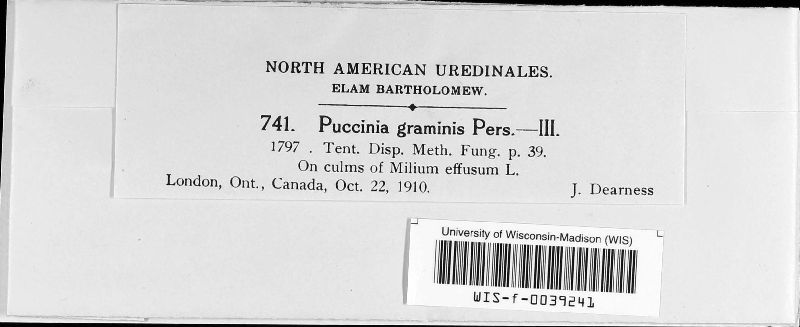 NORTH AMERICAN UREDINALES.
ELAM BARTHOLOMEW.
741. Puccinia graminis Pers.—III.
1797 . Tent. Disp. Meth. Fung. p. 39.
On culms of Milium effusum L.
London, Ont., Canada, Oct. 22, 1910. J. Dearness
University of Wisconsin-Madison (WIS)
WIS-f-0039241